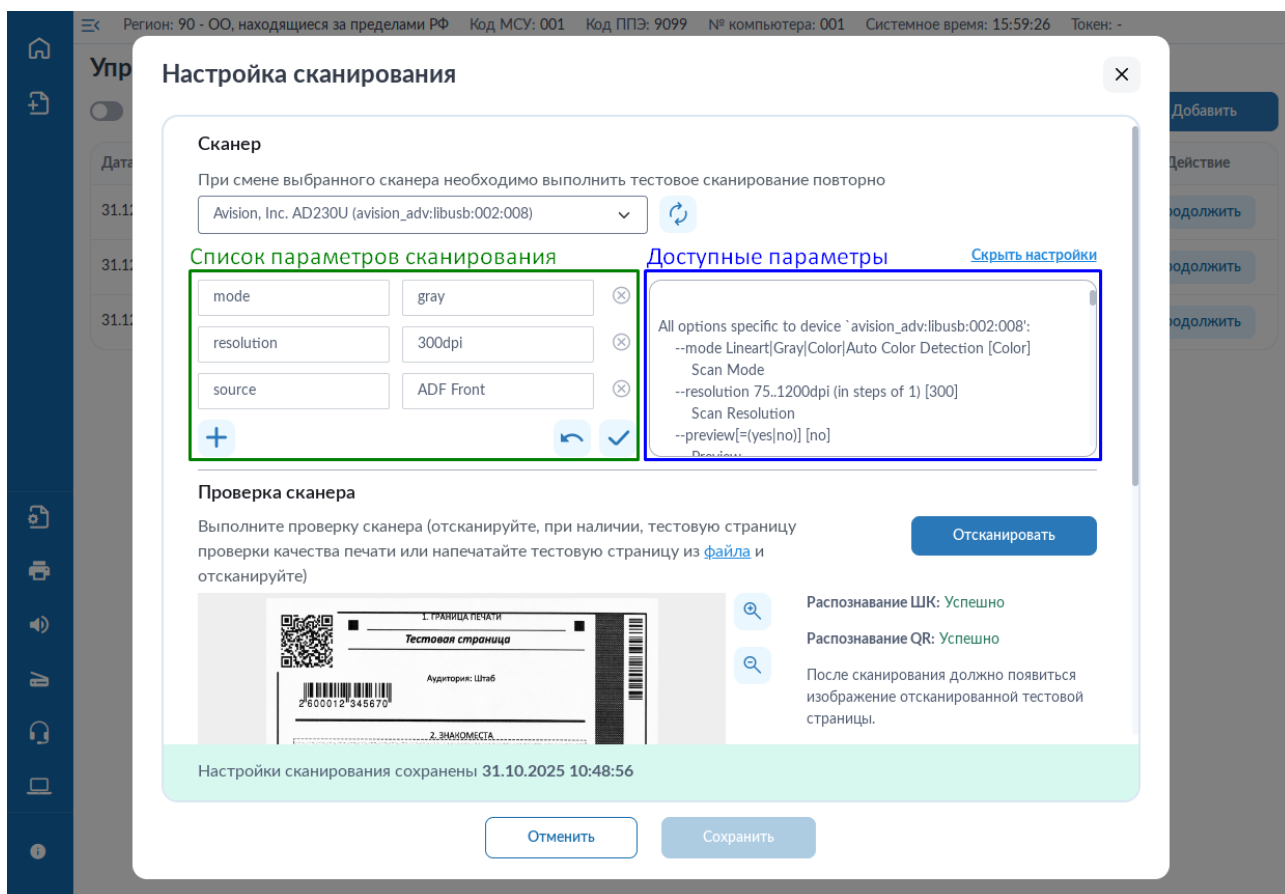 Регион: 90 - ОО, находящиеся за пределами РФ Код МСУ: 001 Код ППЭ: 9099 № компьютера: 001 Системное время: 15:59:26 Токен: -
Упр
Настройка сканирования
Добавить
Сканер
Дата
Действие
При смене выбранного сканера необходимо выполнить тестовое сканирование повторно
31.12
Avision, Inc. AD230U (avision_adv:libusb:002:008)
родолжить
Список параметров сканирования
Доступные параметры
Скрыть настройки
31.12
родолжить
mode gray
31.12
родолжить
resolution 300dpi
source ADF Front
All options specific to device `avision_adv:libusb:002:008':
--mode Lineart|Gray|Color|Auto Color Detection [Color]
Scan Mode
--resolution 75..1200dpi (in steps of 1) [300]
Scan Resolution
--preview[=(yes|no)] [no]
Preview
Проверка сканера
Выполните проверку сканера (отсканируйте, при наличии, тестовую страницу
проверки качества печати или напечатайте тестовую страницу из файла и
отсканируйте)
Отсканировать
1. ГРАНИЦА ПЕЧАТИ
Тестовая страница
Аудитория: Штаб
2 600012 345670
2. ЗНАКОМЕСТА
Распознавание ШК: Успешно
Распознавание QR: Успешно
После сканирования должно появиться
изображение отсканированной тестовой
страницы.
Настройки сканирования сохранены 31.10.2025 10:48:56
Отменить
Сохранить